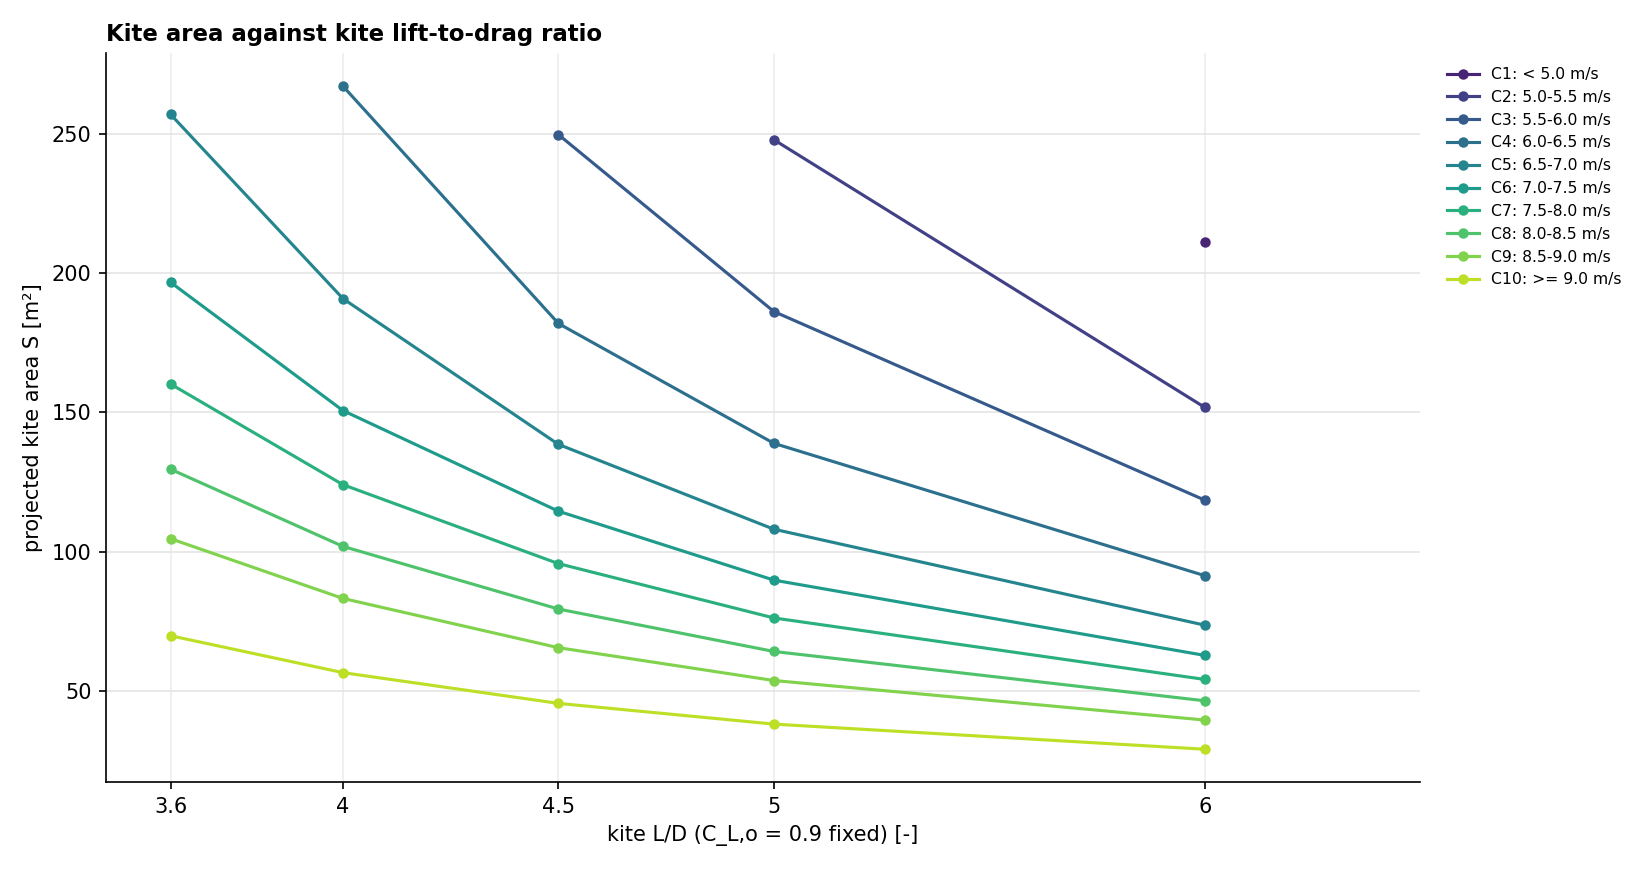 Kite area against kite lift-to-drag ratio
projected kite area S [m²]
250
200
150
100
50
3.6
4
4.5
5
6
kite L/D (C_L,o = 0.9 fixed) [-]
C1: < 5.0 m/s
C2: 5.0-5.5 m/s
C3: 5.5-6.0 m/s
C4: 6.0-6.5 m/s
C5: 6.5-7.0 m/s
C6: 7.0-7.5 m/s
C7: 7.5-8.0 m/s
C8: 8.0-8.5 m/s
C9: 8.5-9.0 m/s
C10: >= 9.0 m/s